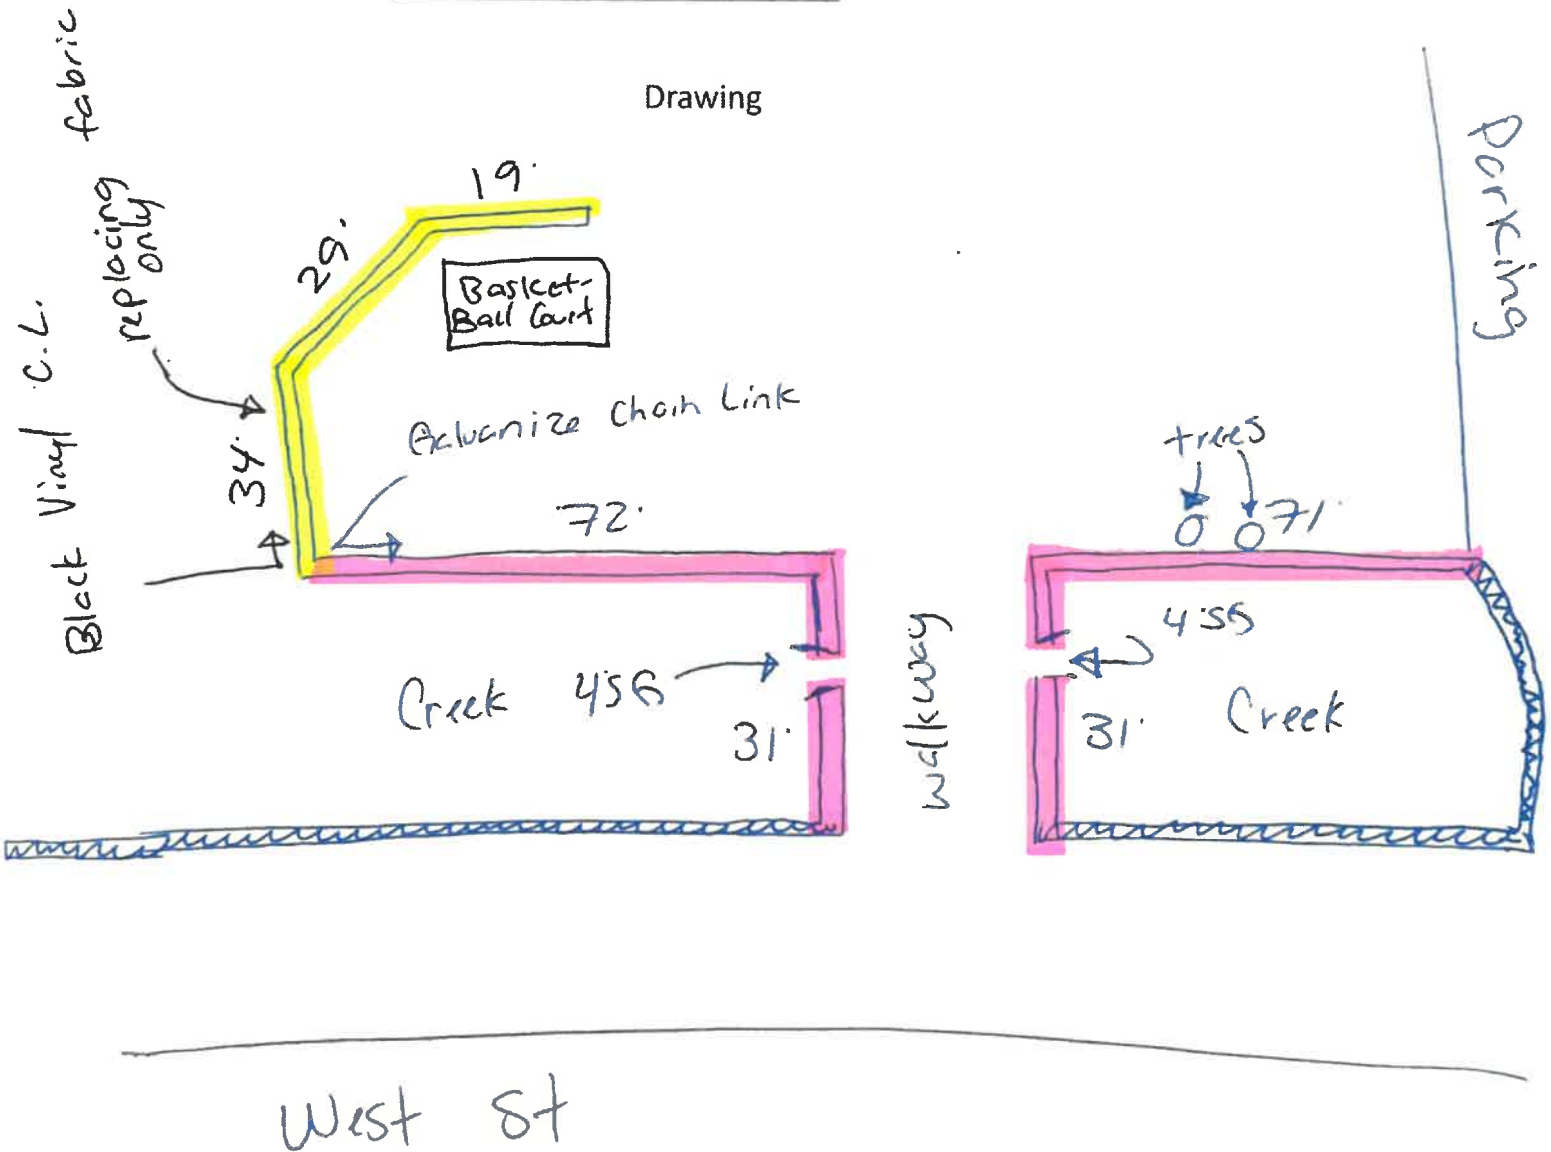 Drawing
fabric
replacing
only
Black Vinyl C.L.
19'
29'
34'
Basket-
Ball Court
Galvanize Chain Link
72'
trees
71'
Parking
4'SG
4'SG
Creek
31'
walkway
31'
Creek
West St